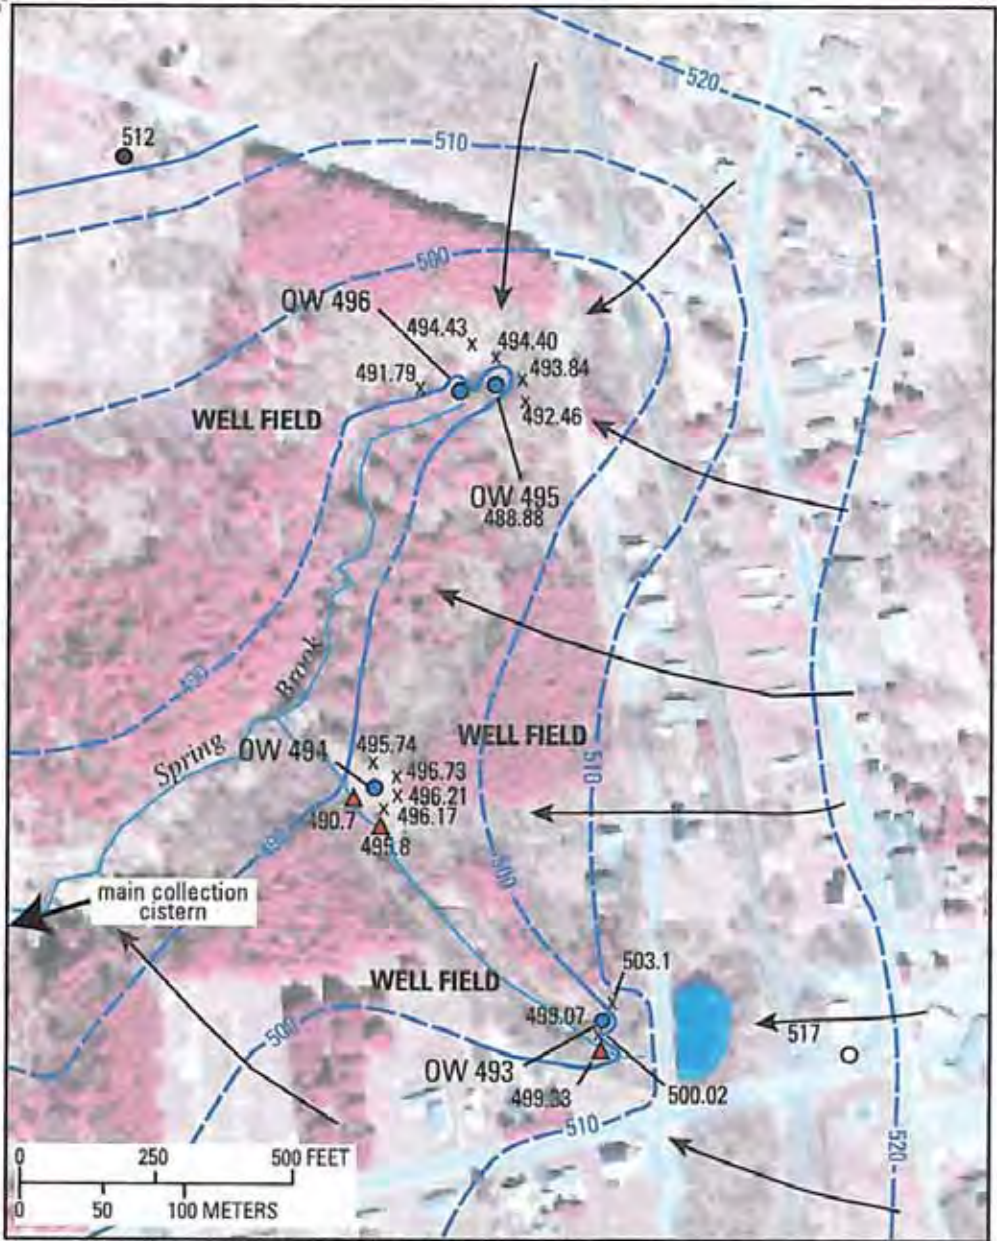 520
512
510
500
OW 496
494.43
494.40
491.79
493.84
492.46
WELL FIELD
OW 495
488.88
490
Brook
Spring
WELL FIELD
OW 494
495.74
496.73
496.21
496.17
490.7
495.8
510
490
500
main collection
cistern
WELL FIELD
503.1
499.07
517
500
OW 493
499.33
500.02
510
520
0 250 500 FEET
0 50 100 METERS